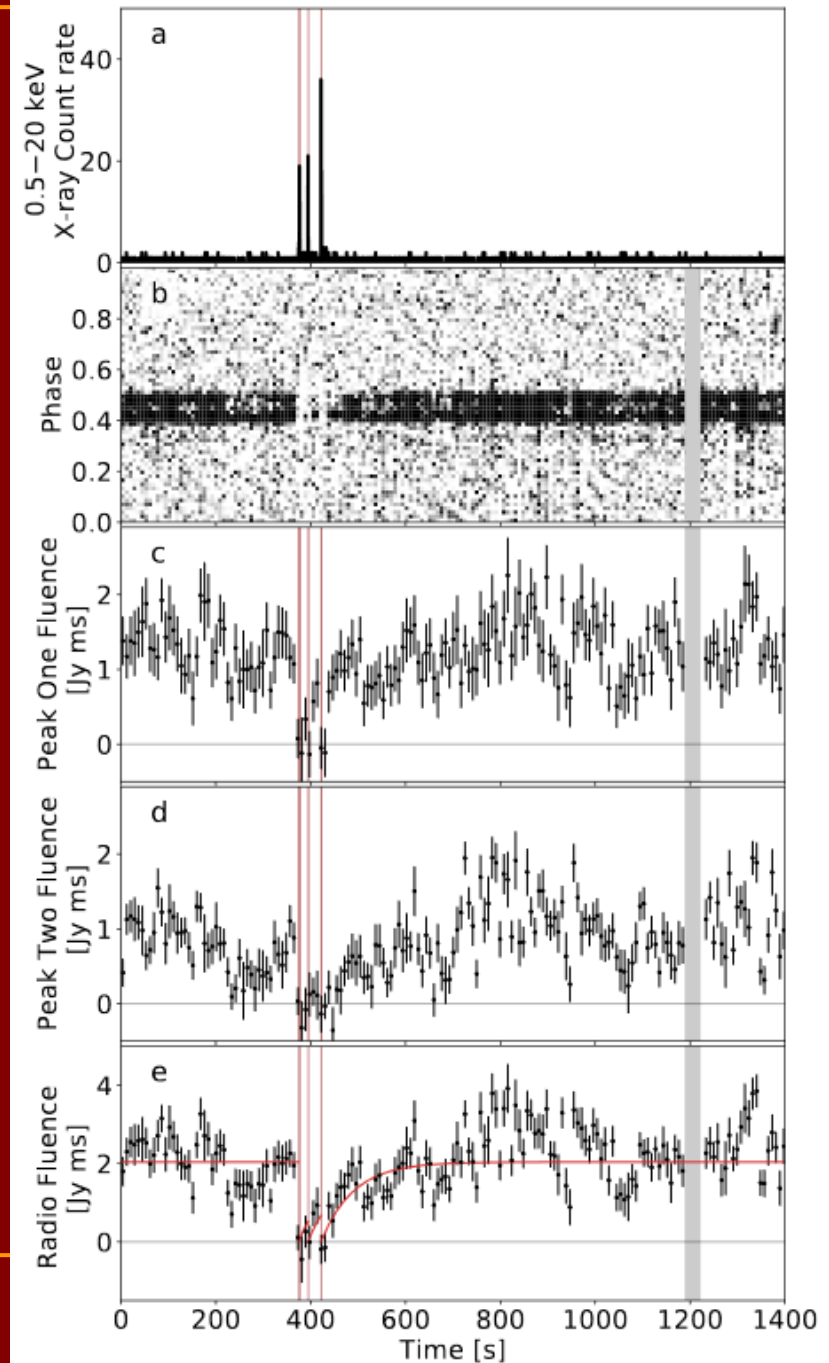 a
40
20
0
0.5−20 keV
X-ray Count rate
b
0.8
0.6
0.4
0.2
0.0
Phase
c
2
1
0
Peak One Fluence
[Jy ms]
d
2
1
0
Peak Two Fluence
[Jy ms]
e
4
2
0
Radio Fluence
[Jy ms]
0 200 400 600 800 1000 1200 1400
Time [s]